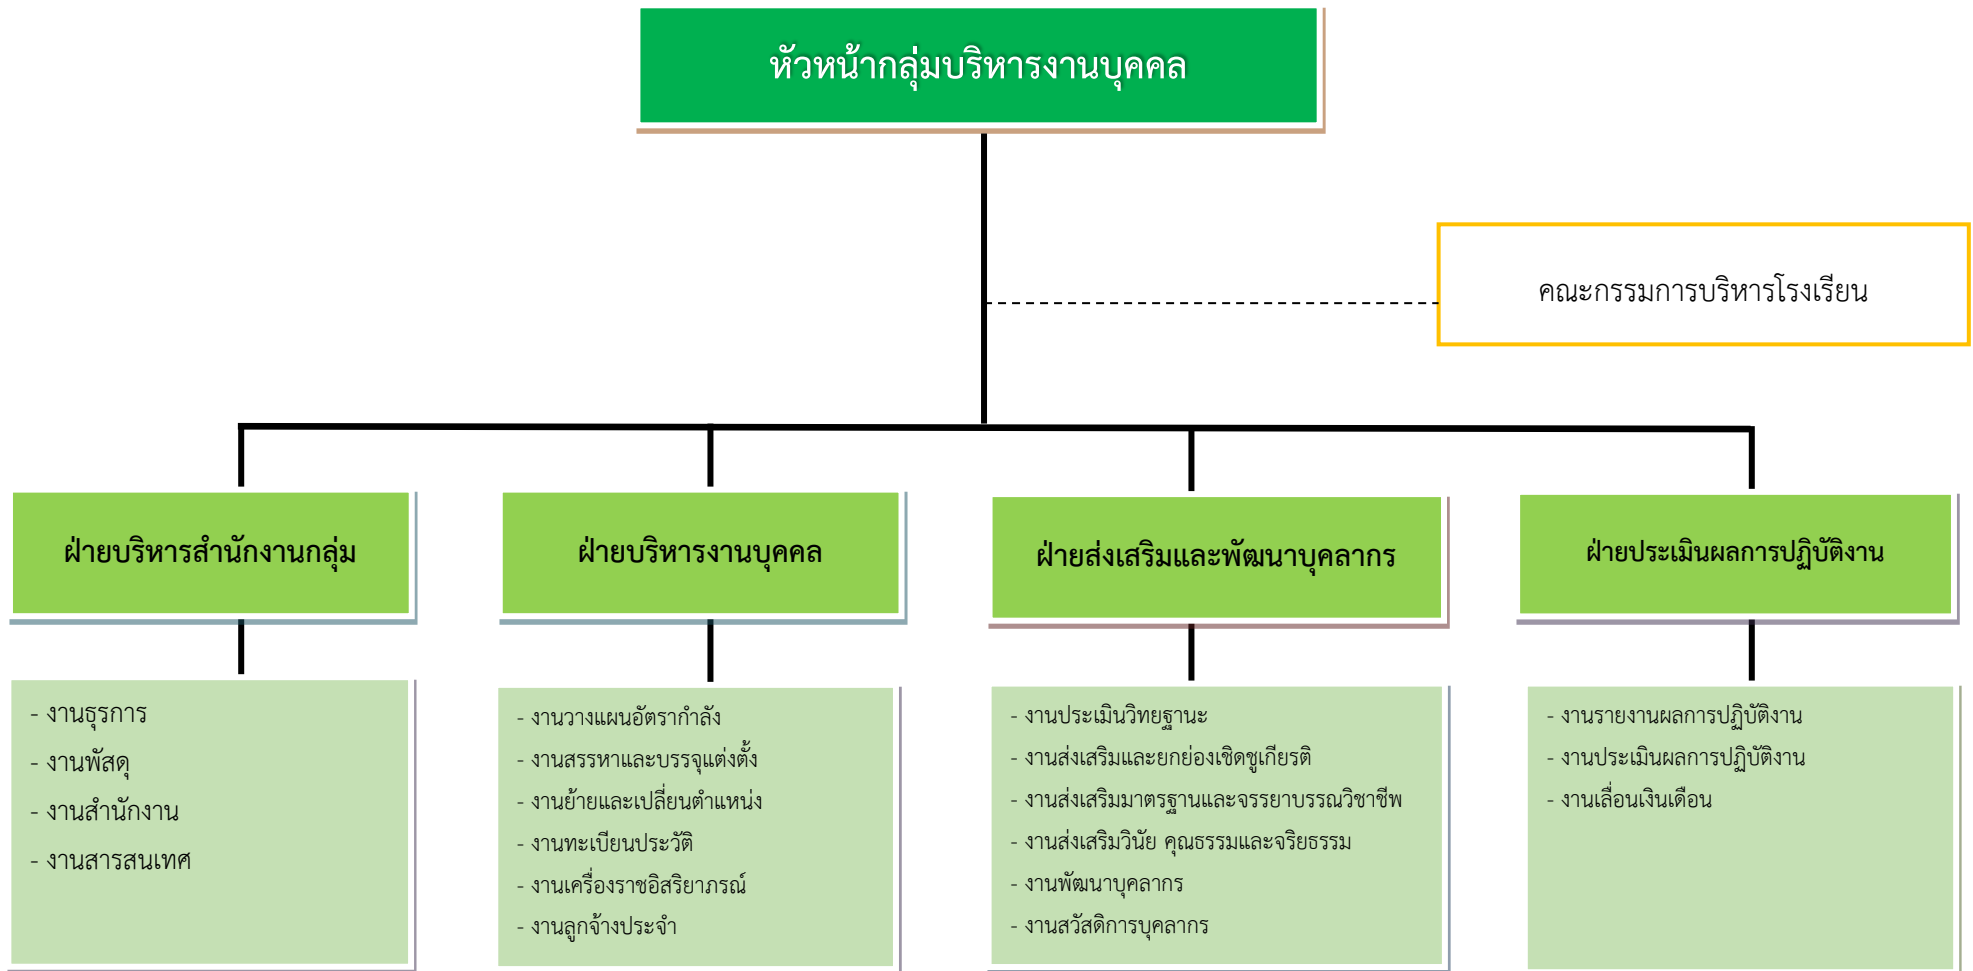 หัวหน้ากลุ่มบริหารงานบุคคล
คณะกรรมการบริหารโรงเรียน
ฝ่ายบริหารสำนักงานกลุ่ม
- งานธุรการ
- งานพัสดุ
- งานสำนักงาน
- งานสารสนเทศ
ฝ่ายบริหารงานบุคคล
- งานวางแผนอัตรากำลัง
- งานสรรหาและบรรจุแต่งตั้ง
- งานย้ายและเปลี่ยนตำแหน่ง
- งานทะเบียนประวัติ
- งานเครื่องราชอิสริยาภรณ์
- งานลูกจ้างประจำ
ฝ่ายส่งเสริมและพัฒนาบุคลากร
- งานประเมินวิทยฐานะ
- งานส่งเสริมและยกย่องเชิดชูเกียรติ
- งานส่งเสริมมาตรฐานและจรรยาบรรณวิชาชีพ
- งานส่งเสริมวินัย คุณธรรมและจริยธรรม
- งานพัฒนาบุคลากร
- งานสวัสดิการบุคลากร
ฝ่ายประเมินผลการปฏิบัติงาน
- งานรายงานผลการปฏิบัติงาน
- งานประเมินผลการปฏิบัติงาน
- งานเลื่อนเงินเดือน